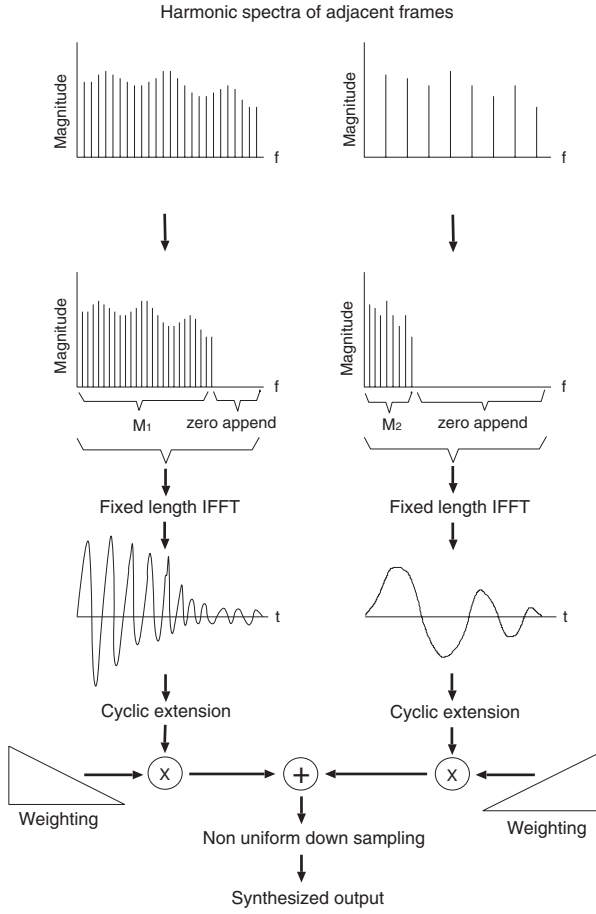 Harmonic spectra of adjacent frames
Magnitude
f
Magnitude
f
Magnitude
f
M1
zero append
Magnitude
f
M2
zero append
Fixed length IFFT
Fixed length IFFT
t
t
Cyclic extension
Cyclic extension
X
+
X
Weighting
Weighting
Non uniform down sampling
Synthesized output